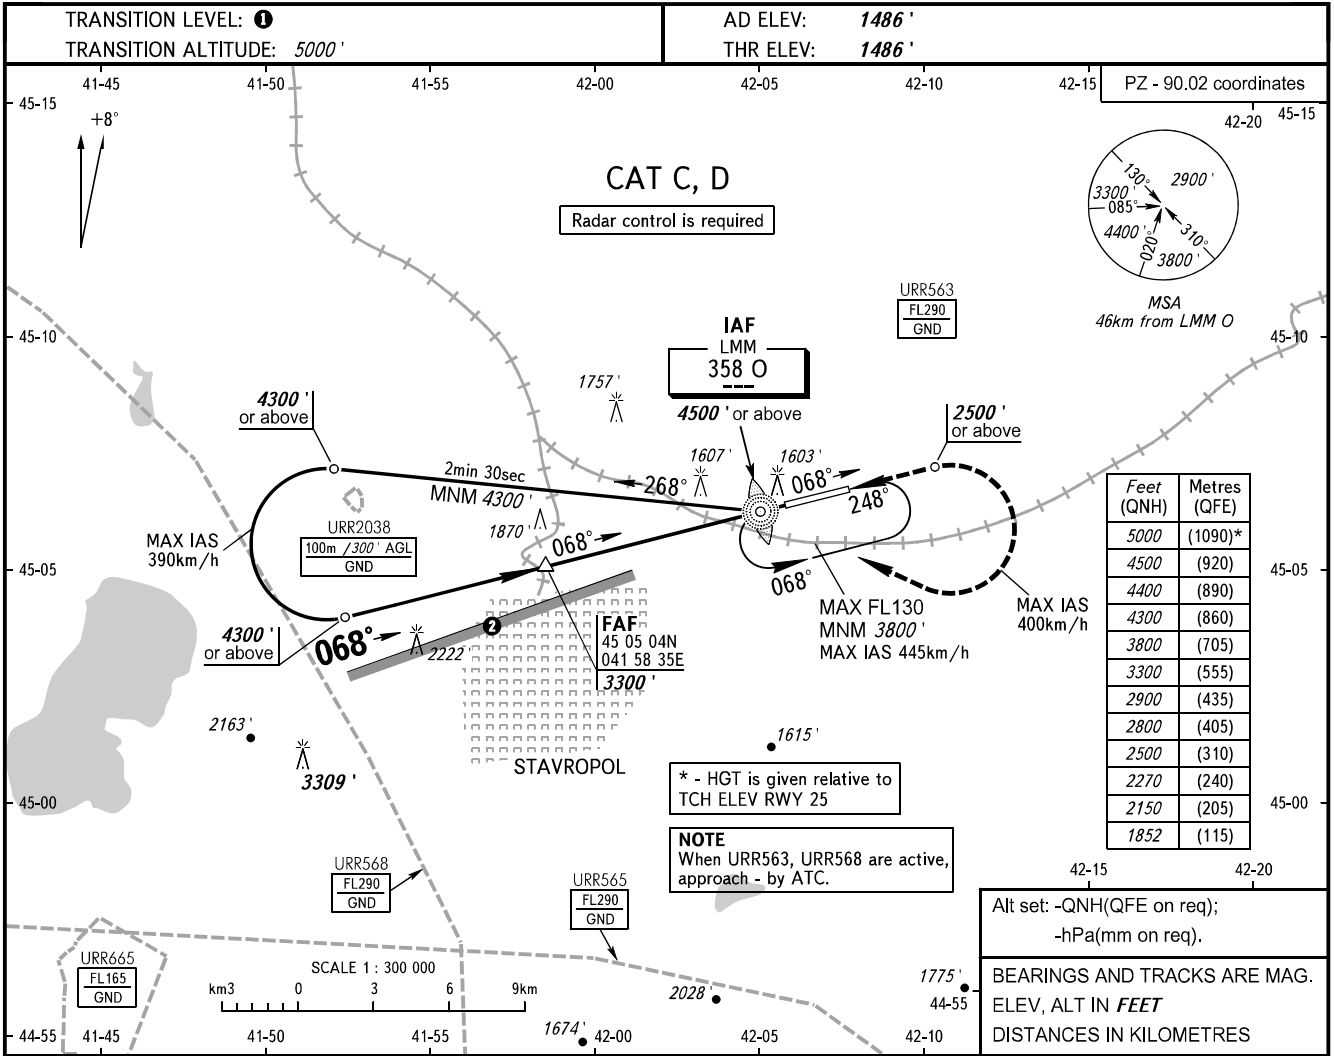 TRANSITION LEVEL: ❶
TRANSITION ALTITUDE: 5000 '
AD ELEV: 1486 '
THR ELEV: 1486 '
41-45
41-50
41-55
42-00
42-05
42-10
42-15
PZ - 90.02 coordinates
45-15
42-20
45-15
+8°
CAT C, D
Radar control is required
130°
2900 '
3300 '
085°
4400 '
020°
310°
3800 '
MSA
46km from LMM O
URR563
FL290
GND
45-10
45-10
IAF
LMM
358 O
4500 ' or above
1757 '
4300 '
or above
2500 '
or above
2min 30sec
MNM 4300 '
268°
1607 '
1603 '
068°
248°
URR2038
100m / 300 ' AGL
GND
1870 '
068°
MAX IAS
390km/h
45-05
45-05
068°
MAX FL130
MNM 3800 '
MAX IAS 445km/h
MAX IAS
400km/h
4300 '
or above
068°
2222 '
❷
FAF
45 05 04N
041 58 35E
3300 '
Feet Metres
(QNH) (QFE)
5000 (1090)*
4500 (920)
4400 (890)
4300 (860)
3800 (705)
3300 (555)
2900 (435)
2800 (405)
2500 (310)
2270 (240)
2150 (205)
1852 (115)
2163 '
3309 '
STAVROPOL
1615 '
* - HGT is given relative to
TCH ELEV RWY 25
45-00
45-00
NOTE
When URR563, URR568 are active,
approach - by ATC.
42-15
42-20
URR568
FL290
GND
URR565
FL290
GND
Alt set: -QNH(QFE on req);
-hPa(mm on req).
URR665
FL165
GND
SCALE 1 : 300 000
km3 0 3 6 9km
2028 '
1775 '
44-55
BEARINGS AND TRACKS ARE MAG.
ELEV, ALT IN FEET
DISTANCES IN KILOMETRES
44-55
41-45
41-50
41-55
1674 '
42-00
42-05
42-10